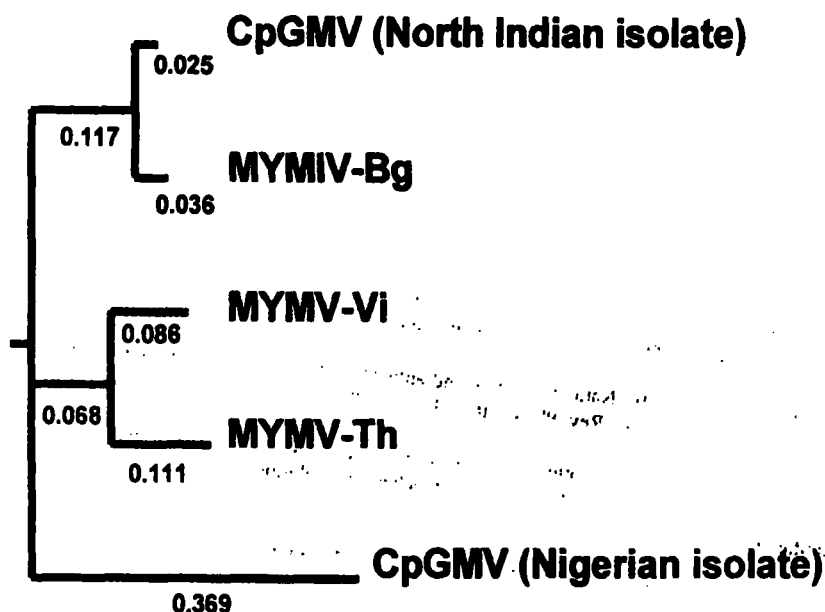 CpGMV (North Indian isolate)
0.025
0.117
MYMIV-Bg
0.036
MYMV-Vi
0.086
0.068
MYMV-Th
0.111
CpGMV (Nigerian isolate)
0.369